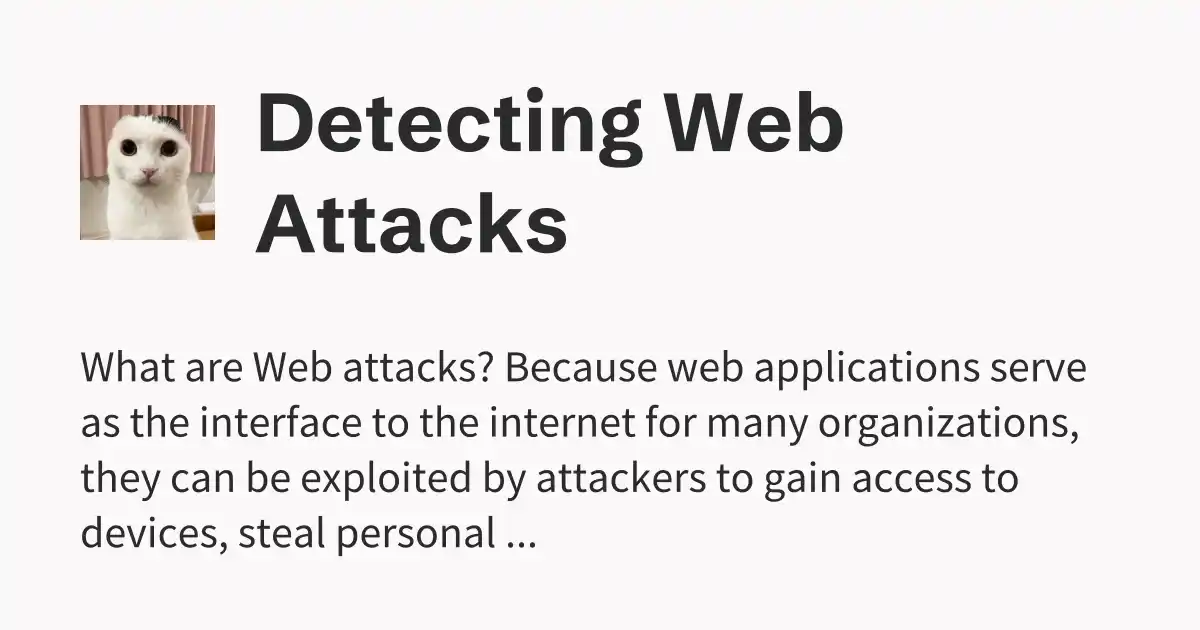 Detecting Web
Attacks
What are Web attacks? Because web applications serve
as the interface to the internet for many organizations,
they can be exploited by attackers to gain access to
devices, steal personal ...